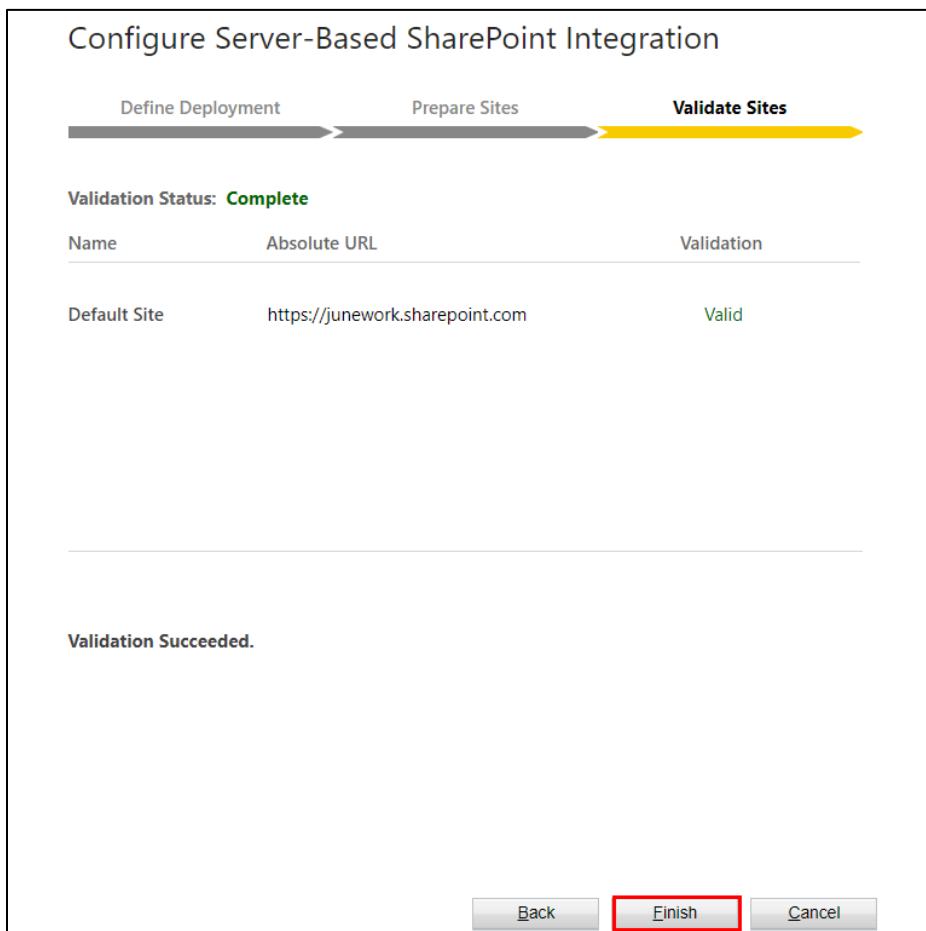 Configure Server-Based SharePoint Integration
Define Deployment Prepare Sites Validate Sites
Validation Status: Complete
Name Absolute URL Validation
Default Site https://junework.sharepoint.com Valid
Validation Succeeded.
Back Finish Cancel